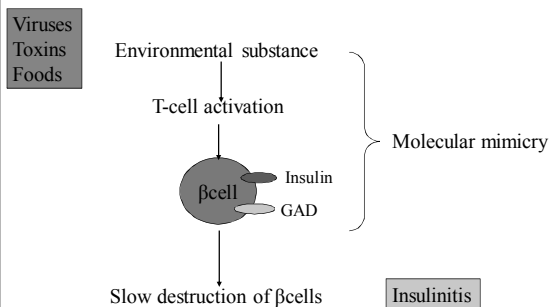 Viruses
Toxins
Foods
Environmental substance
T-cell activation
Molecular mimicry
βcell
Insulin
GAD
Slow destruction of βcells
Insulinitis